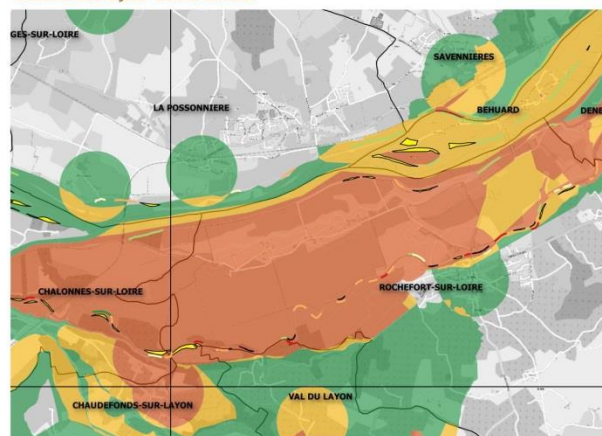 GES-SUR-LOIRE
SAVENNIERES
LA POSSONNIERE
BEHUARD
DENE
CHALONNES-SUR-LOIRE
ROCHEFORT-SUR-LOIRE
CHAUDEFONDS-SUR-LAYON
VAL DU LAYON